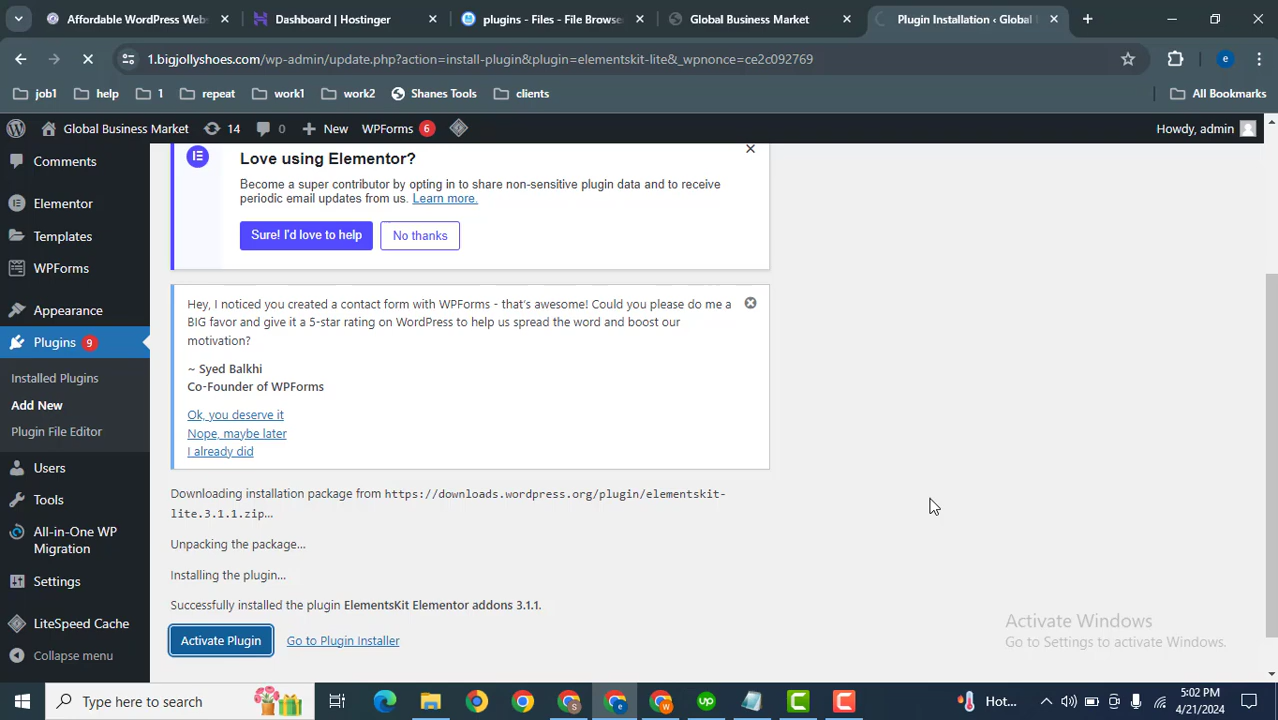 Affordable WordPress Web
Dashboard | Hostinger
plugins - Files - File Browse
Global Business Market
Plugin Installation ‹ Global
1.bigjollyshoes.com/wp-admin/update.php?action=install-plugin&plugin=elementskit-lite&_wpnonce=ce2c092769
e
job1
help
1
repeat
work1
work2
Shanes Tools
clients
All Bookmarks
Global Business Market
14
0
New
WPForms 6
Howdy, admin
Comments
Elementor
Templates
WPForms
Appearance
Plugins 9
Installed Plugins
Add New
Plugin File Editor
Users
Tools
All-in-One WP
Migration
Settings
LiteSpeed Cache
Collapse menu
Love using Elementor?
Become a super contributor by opting in to share non-sensitive plugin data and to receive
periodic email updates from us. Learn more.
Sure! I'd love to help
No thanks
Hey, I noticed you created a contact form with WPForms - that's awesome! Could you please do me a
BIG favor and give it a 5-star rating on WordPress to help us spread the word and boost our
motivation?
~ Syed Balkhi
Co-Founder of WPForms
Ok, you deserve it
Nope, maybe later
I already did
Downloading installation package from https://downloads.wordpress.org/plugin/elementskit-
lite.3.1.1.zip…
Unpacking the package…
Installing the plugin…
Successfully installed the plugin ElementsKit Elementor addons 3.1.1.
Activate Plugin
Go to Plugin Installer
Activate Windows
Go to Settings to activate Windows.
Type here to search
Hot...
5:02 PM
4/21/2024